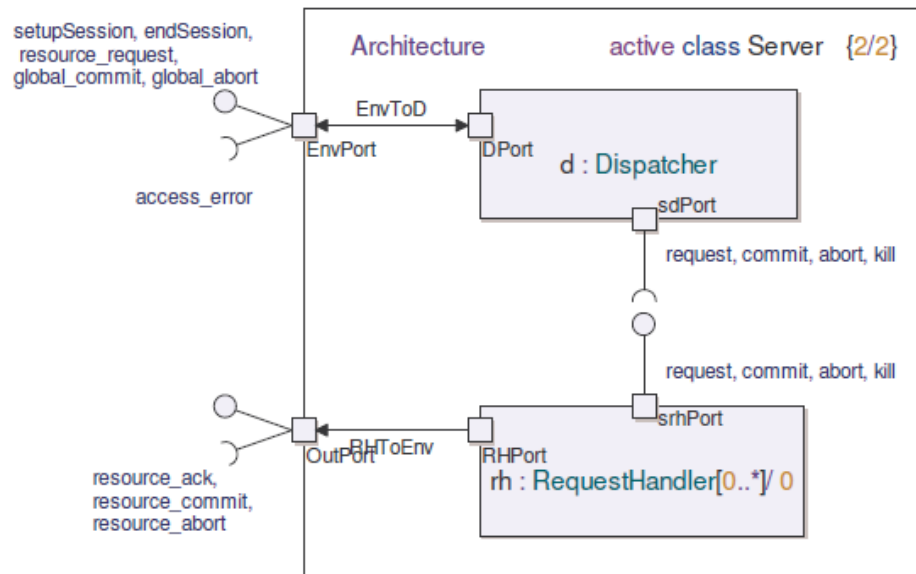 setupSession, endSession,
resource_request,
global_commit, global_abort
Architecture
active class Server {2/2}
EnvToD
EnvPort
DPort
d : Dispatcher
access_error
sdPort
request, commit, abort, kill
request, commit, abort, kill
srhPort
RHToEnv
OutPort
RHPort
rh : RequestHandler[0..*]/ 0
resource_ack,
resource_commit,
resource_abort